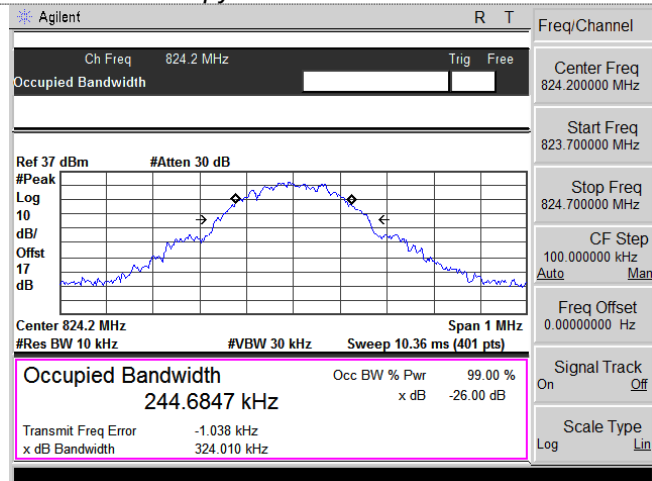 Agilent R T
Freq/Channel
Ch Freq 824.2 MHz Trig Free
Occupied Bandwidth
Center Freq
824.200000 MHz
Start Freq
823.700000 MHz
Stop Freq
824.700000 MHz
CF Step
100.000000 kHz
Auto Man
Freq Offset
0.00000000 Hz
Signal Track
On Off
Scale Type
Log Lin
Ref 37 dBm #Atten 30 dB
#Peak
Log
10
dB/
Offst
17
dB
Center 824.2 MHz Span 1 MHz
#Res BW 10 kHz #VBW 30 kHz Sweep 10.36 ms (401 pts)
Occupied Bandwidth Occ BW % Pwr 99.00 %
244.6847 kHz x dB -26.00 dB
Transmit Freq Error -1.038 kHz
x dB Bandwidth 324.010 kHz